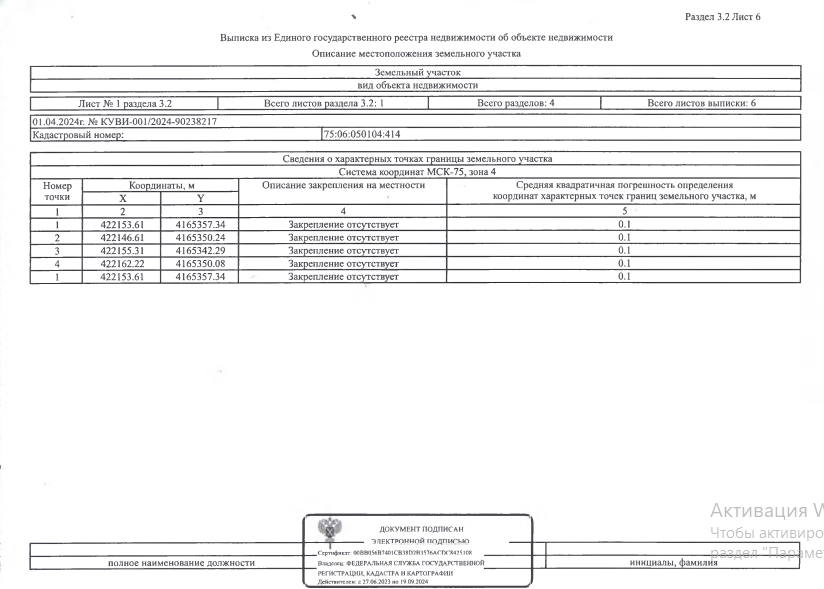 Раздел 3.2 Лист 6
Выписка из Единого государственного реестра недвижимости об объекте недвижимости
Описание местоположения земельного участка
Земельный участок
вид объекта недвижимости
Лист № 1 раздела 3.2 Всего листов раздела 3.2: 1 Всего разделов: 4 Всего листов выписки: 6
01.04.2024г. № КУВИ-001/2024-90238217
Кадастровый номер: 75:06:050104:414
Сведения о характерных точках границы земельного участка
Система координат МСК-75, зона 4
Номер точки Координаты, м Описание закрепления на местности Средняя квадратичная погрешность определения координат характерных точек границ земельного участка, м
X Y
1 2 3 4 5
1 422153.61 4165357.34 Закрепление отсутствует 0.1
2 422146.61 4165350.24 Закрепление отсутствует 0.1
3 422155.31 4165342.29 Закрепление отсутствует 0.1
4 422162.22 4165350.08 Закрепление отсутствует 0.1
1 422153.61 4165357.34 Закрепление отсутствует 0.1
ДОКУМЕНТ ПОДПИСАН
ЭЛЕКТРОННОЙ ПОДПИСЬЮ
Сертификат: 00BB056B7401CB38D2B3576ACDC8425108
Владелец: ФЕДЕРАЛЬНАЯ СЛУЖБА ГОСУДАРСТВЕННОЙ
РЕГИСТРАЦИИ, КАДАСТРА И КАРТОГРАФИИ
Действителен: с 27.06.2023 по 19.09.2024
полное наименование должности
инициалы, фамилия
Активация W
Чтобы активиро
раздел "Параме